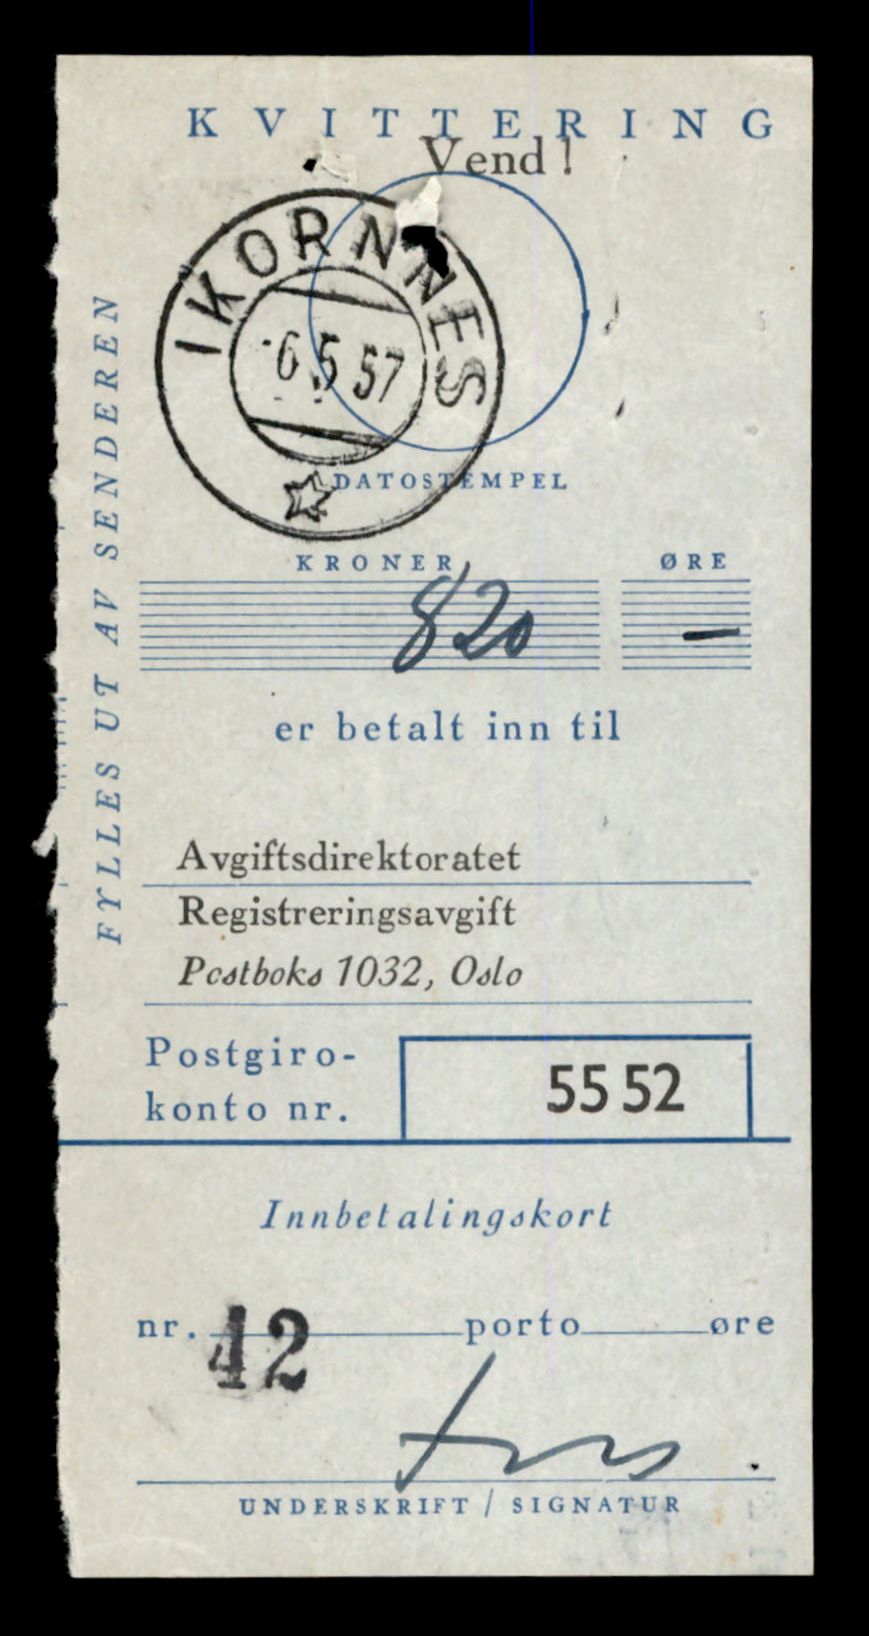 KVITTERING
Vend!
IKORNNES
-6 5 57
DATOSTEMPEL
FYLLES UT AV SENDEREN
KRONER ØRE
820 —
er betalt inn til
Avgiftsdirektoratet
Registreringsavgift
Postboks 1032, Oslo
Postgiro-
konto nr. 55 52
Innbetalingskort
nr. 42 porto øre
UNDERSKRIFT / SIGNATUR